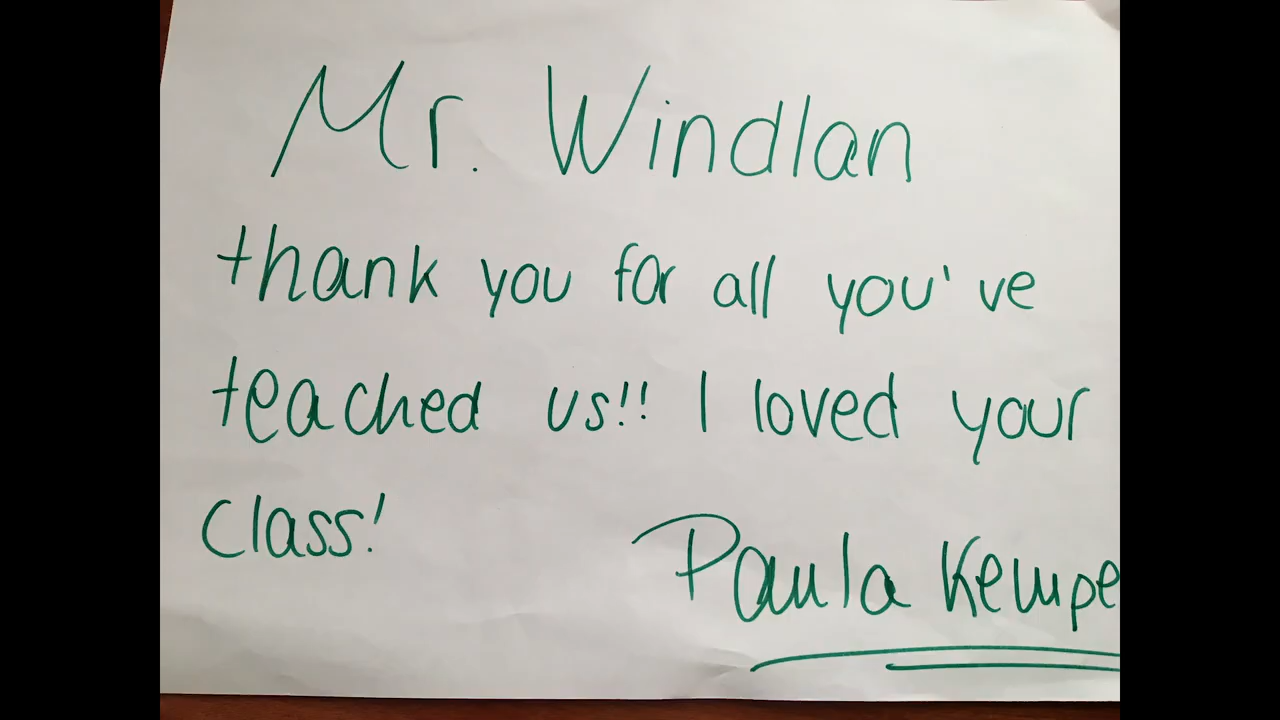 Mr. Windlan
thank you for all you've
teached us!! I loved your
class!
Paula Kempe